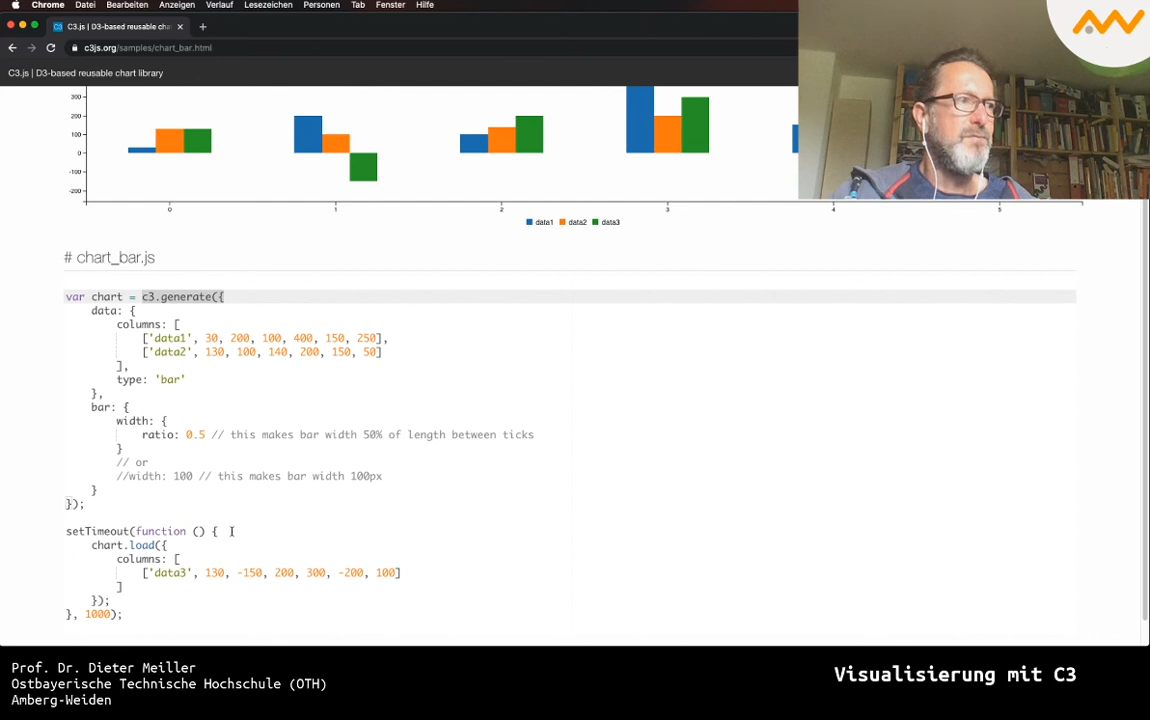 Chrome Datei Bearbeiten Anzeigen Verlauf Lesezeichen Personen Tab Fenster Hilfe
C3 C3.js | D3-based reusable cha × +
c3js.org/samples/chart_bar.html
C3.js | D3-based reusable chart library
300
200
100
0
-100
-200
0 1 2 3 4 5
data1 data2 data3
# chart_bar.js
var chart = c3.generate({
data: {
columns: [
['data1', 30, 200, 100, 400, 150, 250],
['data2', 130, 100, 140, 200, 150, 50]
],
type: 'bar'
},
bar: {
width: {
ratio: 0.5 // this makes bar width 50% of length between ticks
}
// or
//width: 100 // this makes bar width 100px
}
});
setTimeout(function () {
chart.load({
columns: [
['data3', 130, -150, 200, 300, -200, 100]
]
});
}, 1000);
Prof. Dr. Dieter Meiller
Ostbayerische Technische Hochschule (OTH)
Amberg-Weiden
Visualisierung mit C3